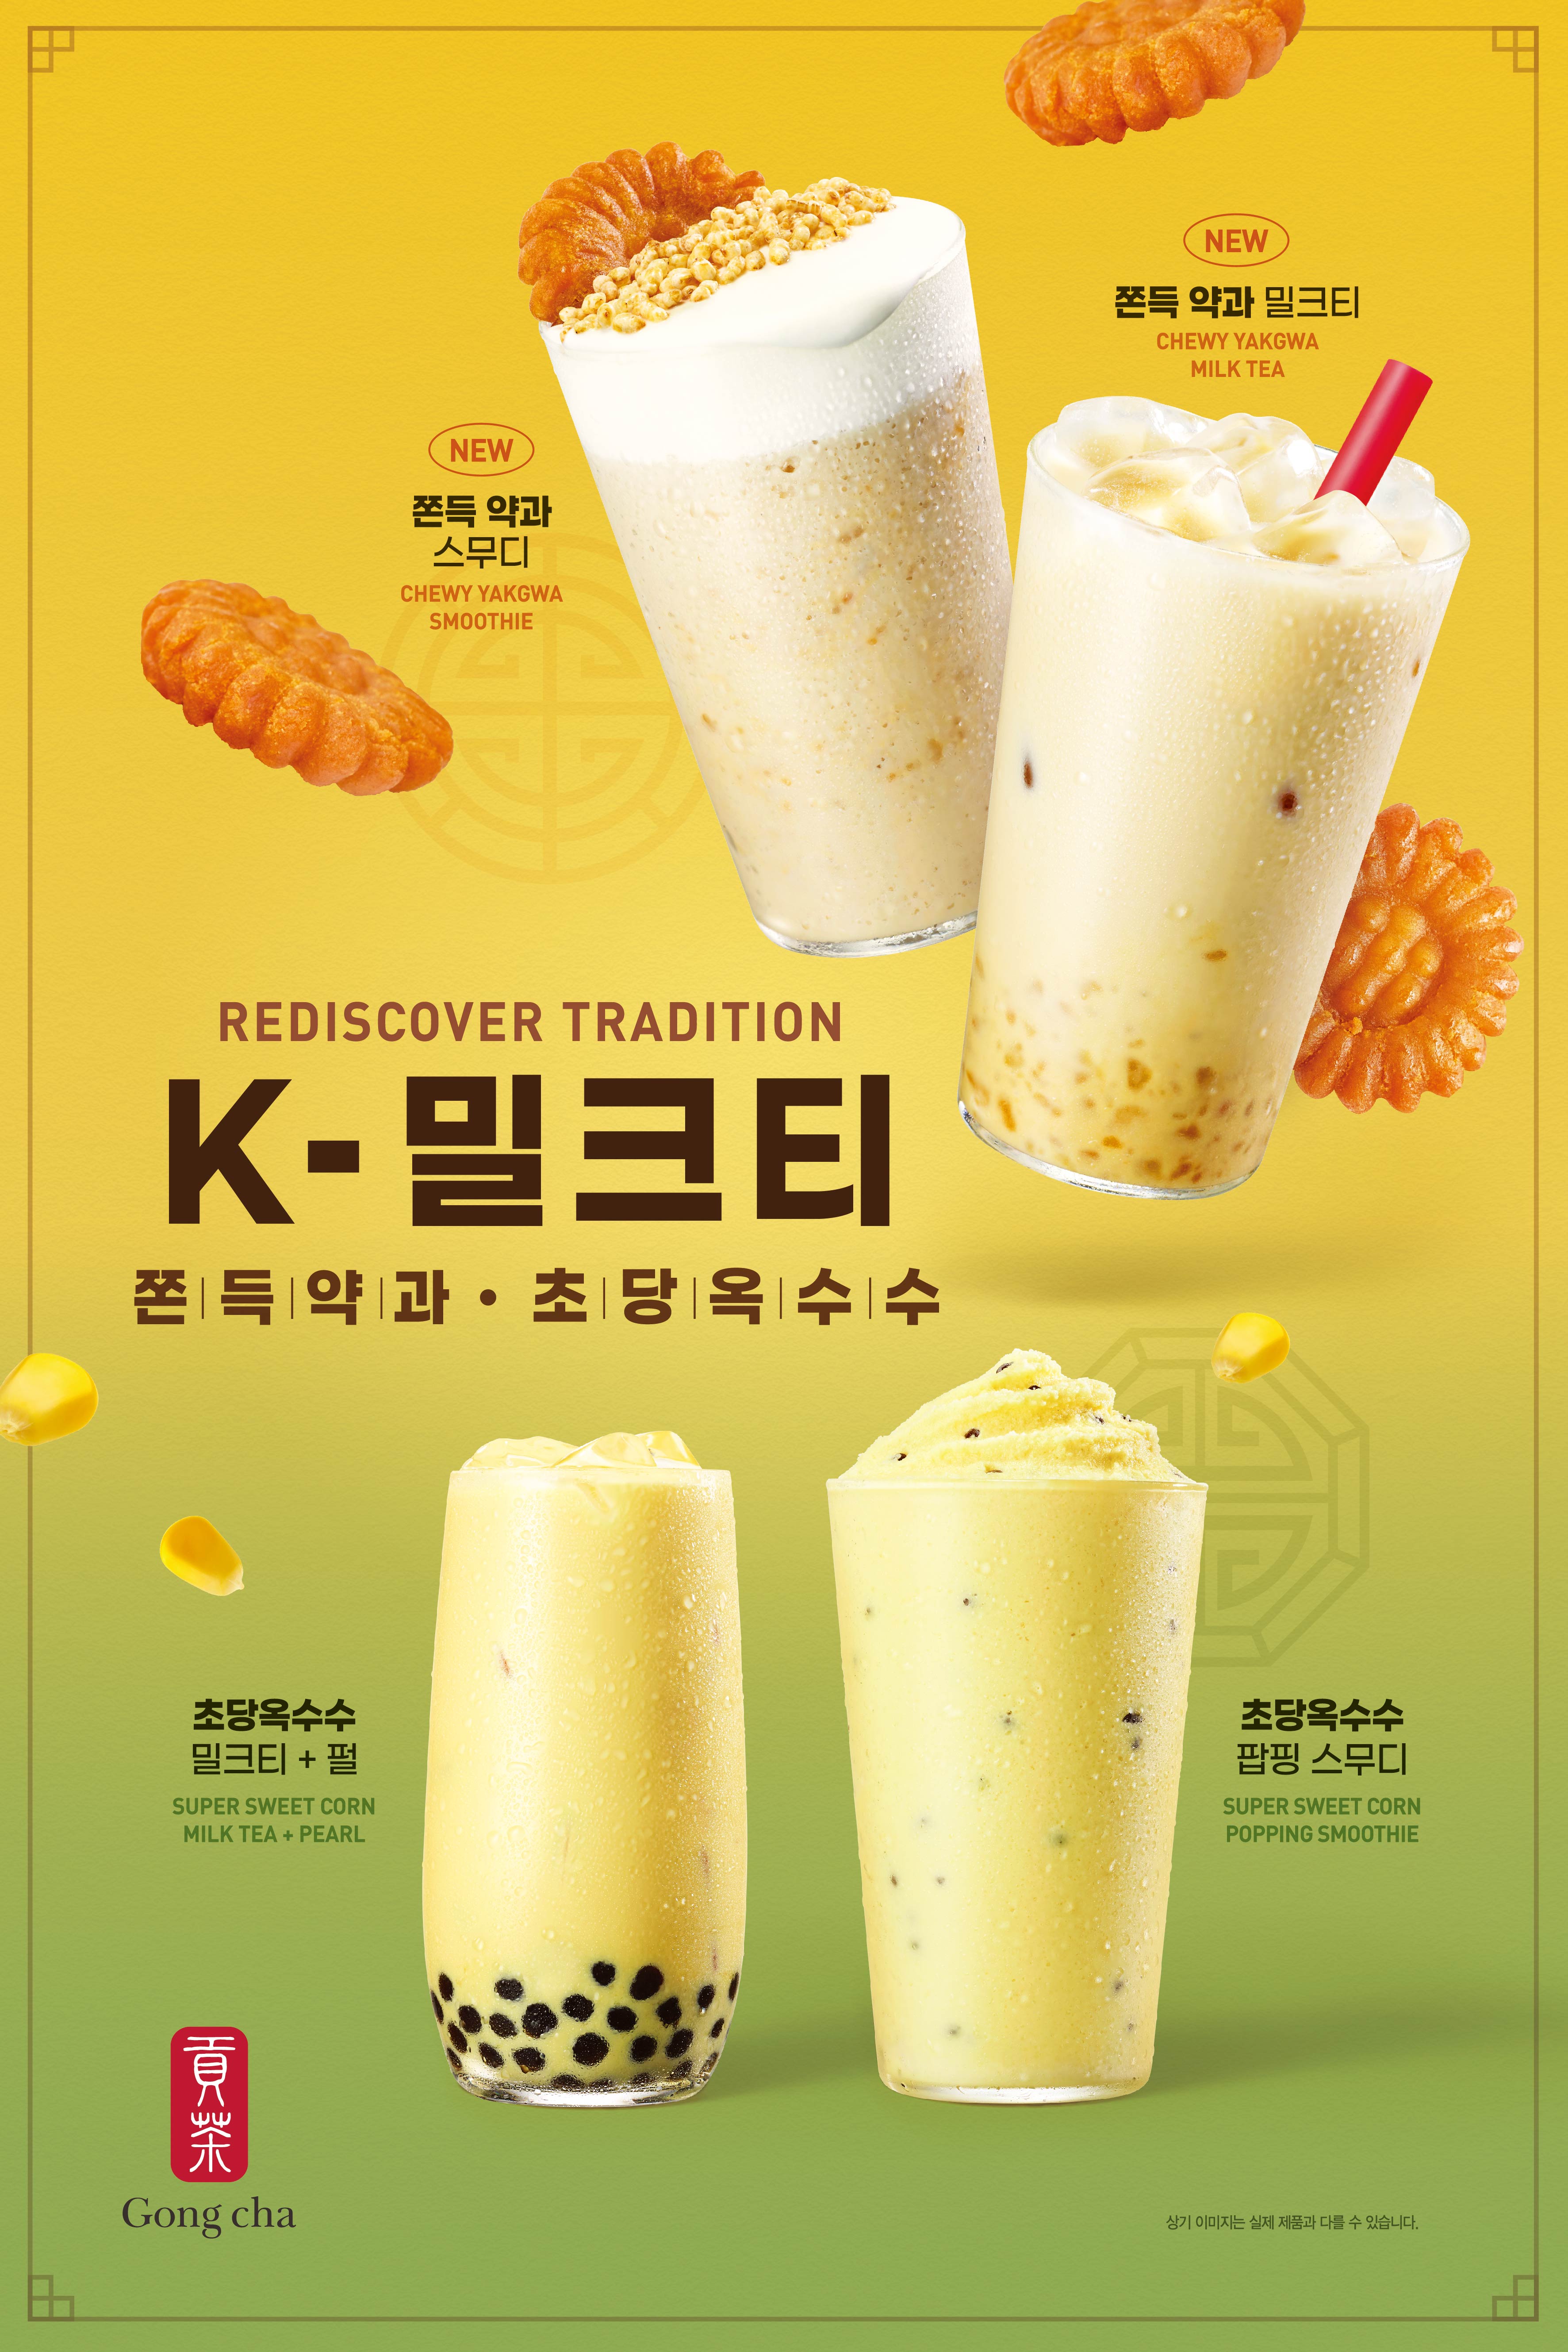 NEW
쫀득 약과 밀크티
CHEWY YAKGWA
MILK TEA
NEW
쫀득 약과
스무디
CHEWY YAKGWA
SMOOTHIE
REDISCOVER TRADITION
K-밀크티
쫀|득|약|과 • 초|당|옥|수|수
초당옥수수
밀크티 + 펄
SUPER SWEET CORN
MILK TEA + PEARL
초당옥수수
팝핑 스무디
SUPER SWEET CORN
POPPING SMOOTHIE
貢茶
Gong cha
상기 이미지는 실제 제품과 다를 수 있습니다.